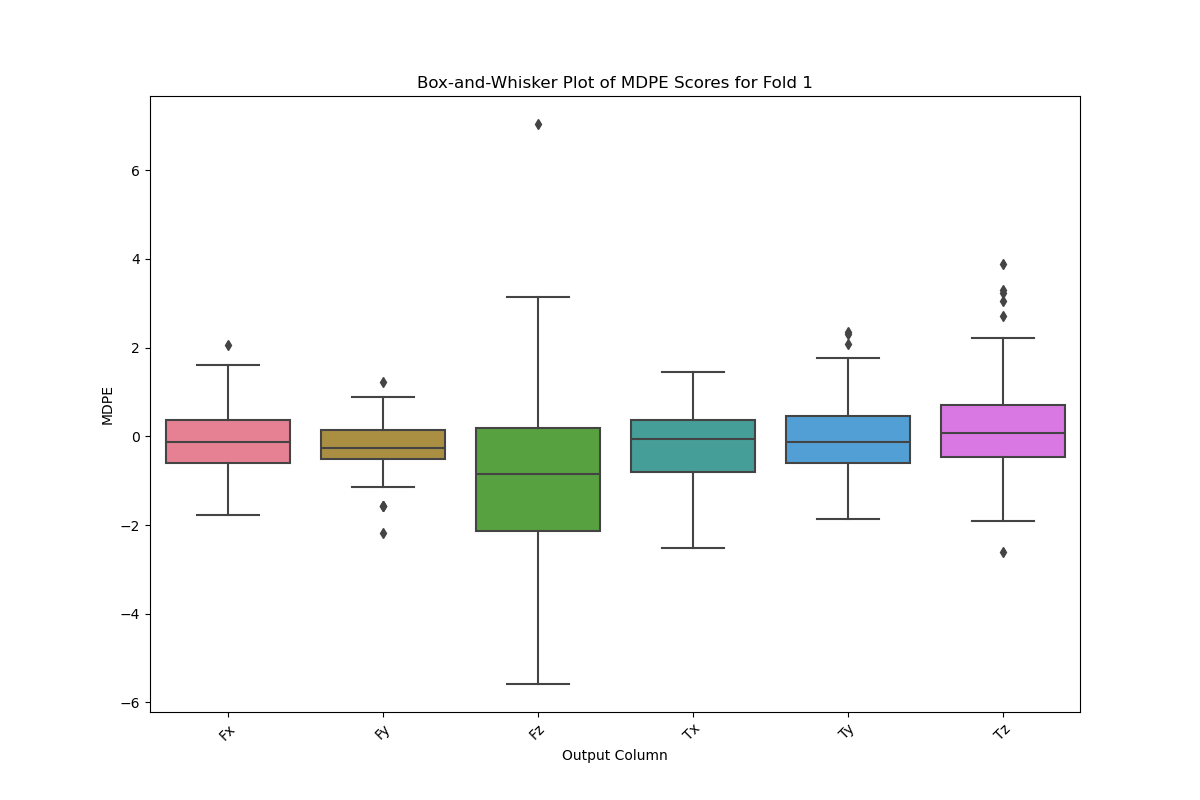 Box-and-Whisker Plot of MDPE Scores for Fold 1
MDPE
6
4
2
0
−2
−4
−6
Fx
Fy
Fz
Tx
Ty
Tz
Output Column